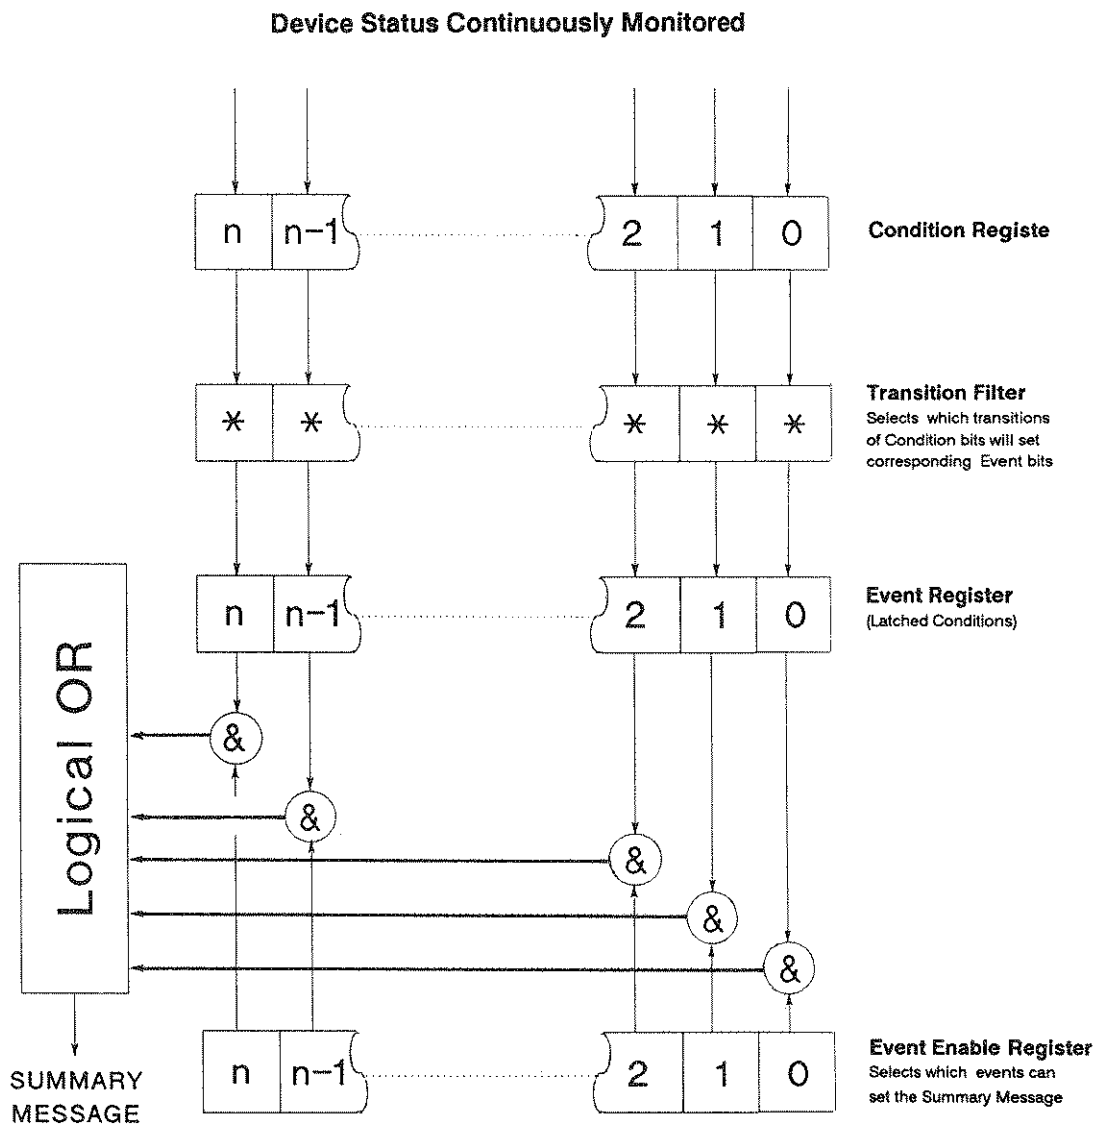 Device Status Continuously Monitored
n n-1 2 1 0
Condition Registe
* * * * *
Transition Filter
Selects which transitions
of Condition bits will set
corresponding Event bits
n n-1 2 1 0
Event Register
(Latched Conditions)
Logical OR
&
&
&
&
&
n n-1 2 1 0
Event Enable Register
Selects which events can
set the Summary Message
SUMMARY
MESSAGE